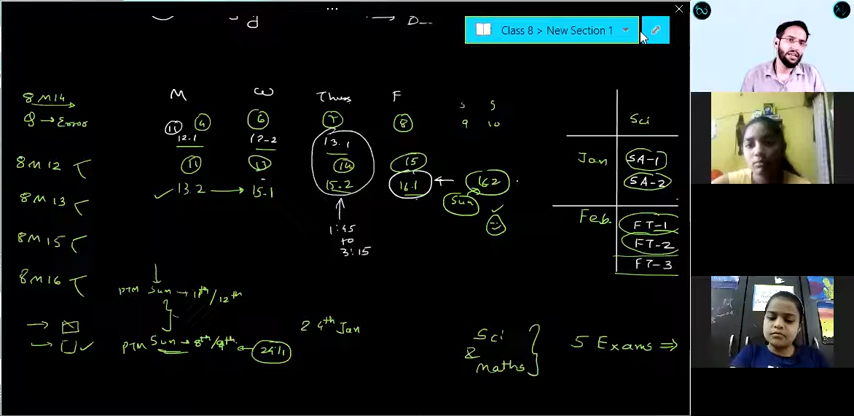 Class 8 > New Section 1
M W Thurs F
S S
8M14
Q → Error
11 4 6 7 8 9 10
12.1 12-2 13.1
8M12 11 13 14 15
13.2 → 15-1 15-2 16.1 ← 16.2
8M13
Sun
1:45
to
3:15
8M15
8M16
PTM Sun → 11th/12th
PTM Sun → 8th/9th
24/1
24th Jan
Sci
&
maths
5 Exams ⇒
Sci
Jan SA-1
SA-2
Feb. FT-1
FT-2
FT-3